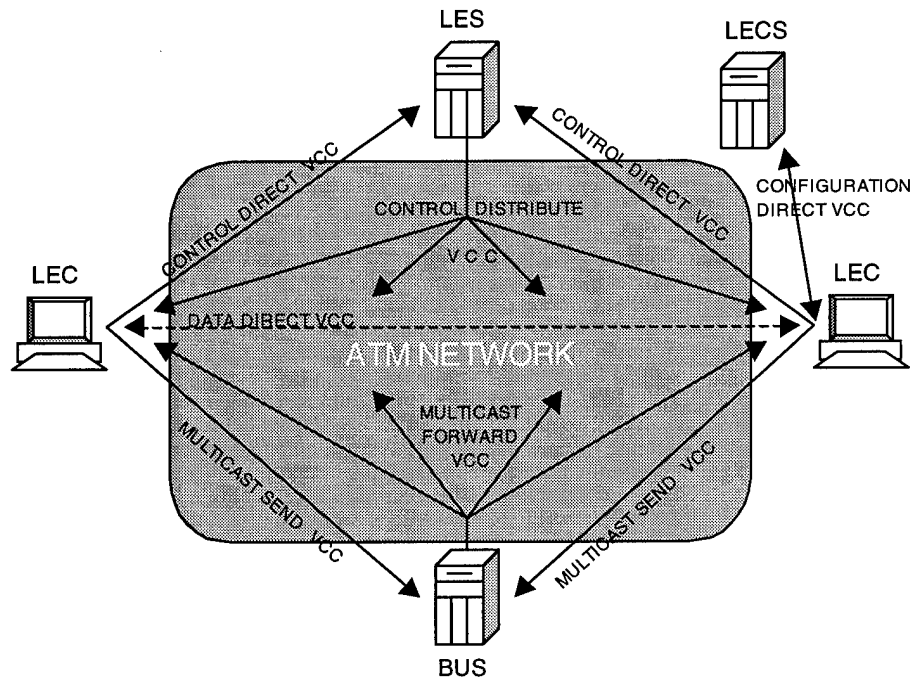 LES
LECS
CONTROL DIRECT VCC
CONTROL DIRECT VCC
CONFIGURATION
DIRECT VCC
CONTROL DISTRIBUTE
VCC
LEC
LEC
DATA DIRECT VCC
ATM NETWORK
MULTICAST
FORWARD
VCC
MULTICAST SEND VCC
MULTICAST SEND VCC
BUS